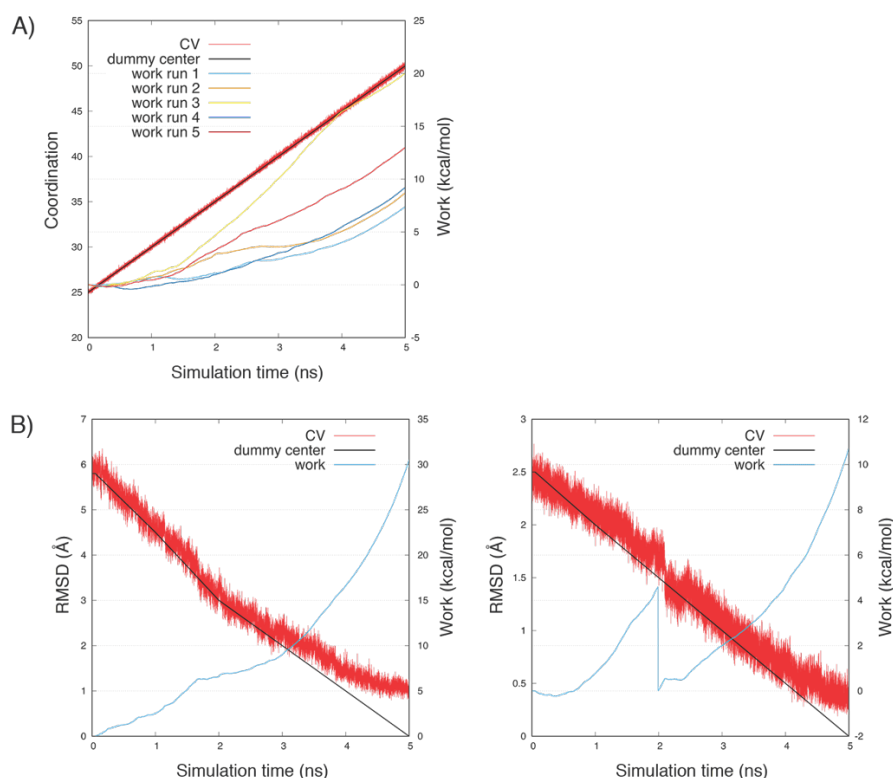 A)
CV
dummy center
work run 1
work run 2
work run 3
work run 4
work run 5
Coordination
55
50
45
40
35
30
25
20
25
20
15
10
5
0
-5
Work (kcal/mol)
0 1 2 3 4 5
Simulation time (ns)
B)
CV
dummy center
work
RMSD (Å)
7
6
5
4
3
2
1
0
35
30
25
20
15
10
5
0
Work (kcal/mol)
0 1 2 3 4 5
Simulation time (ns)
CV
dummy center
work
RMSD (Å)
3
2.5
2
1.5
1
0.5
0
12
10
8
6
4
2
0
-2
Work (kcal/mol)
0 1 2 3 4 5
Simulation time (ns)